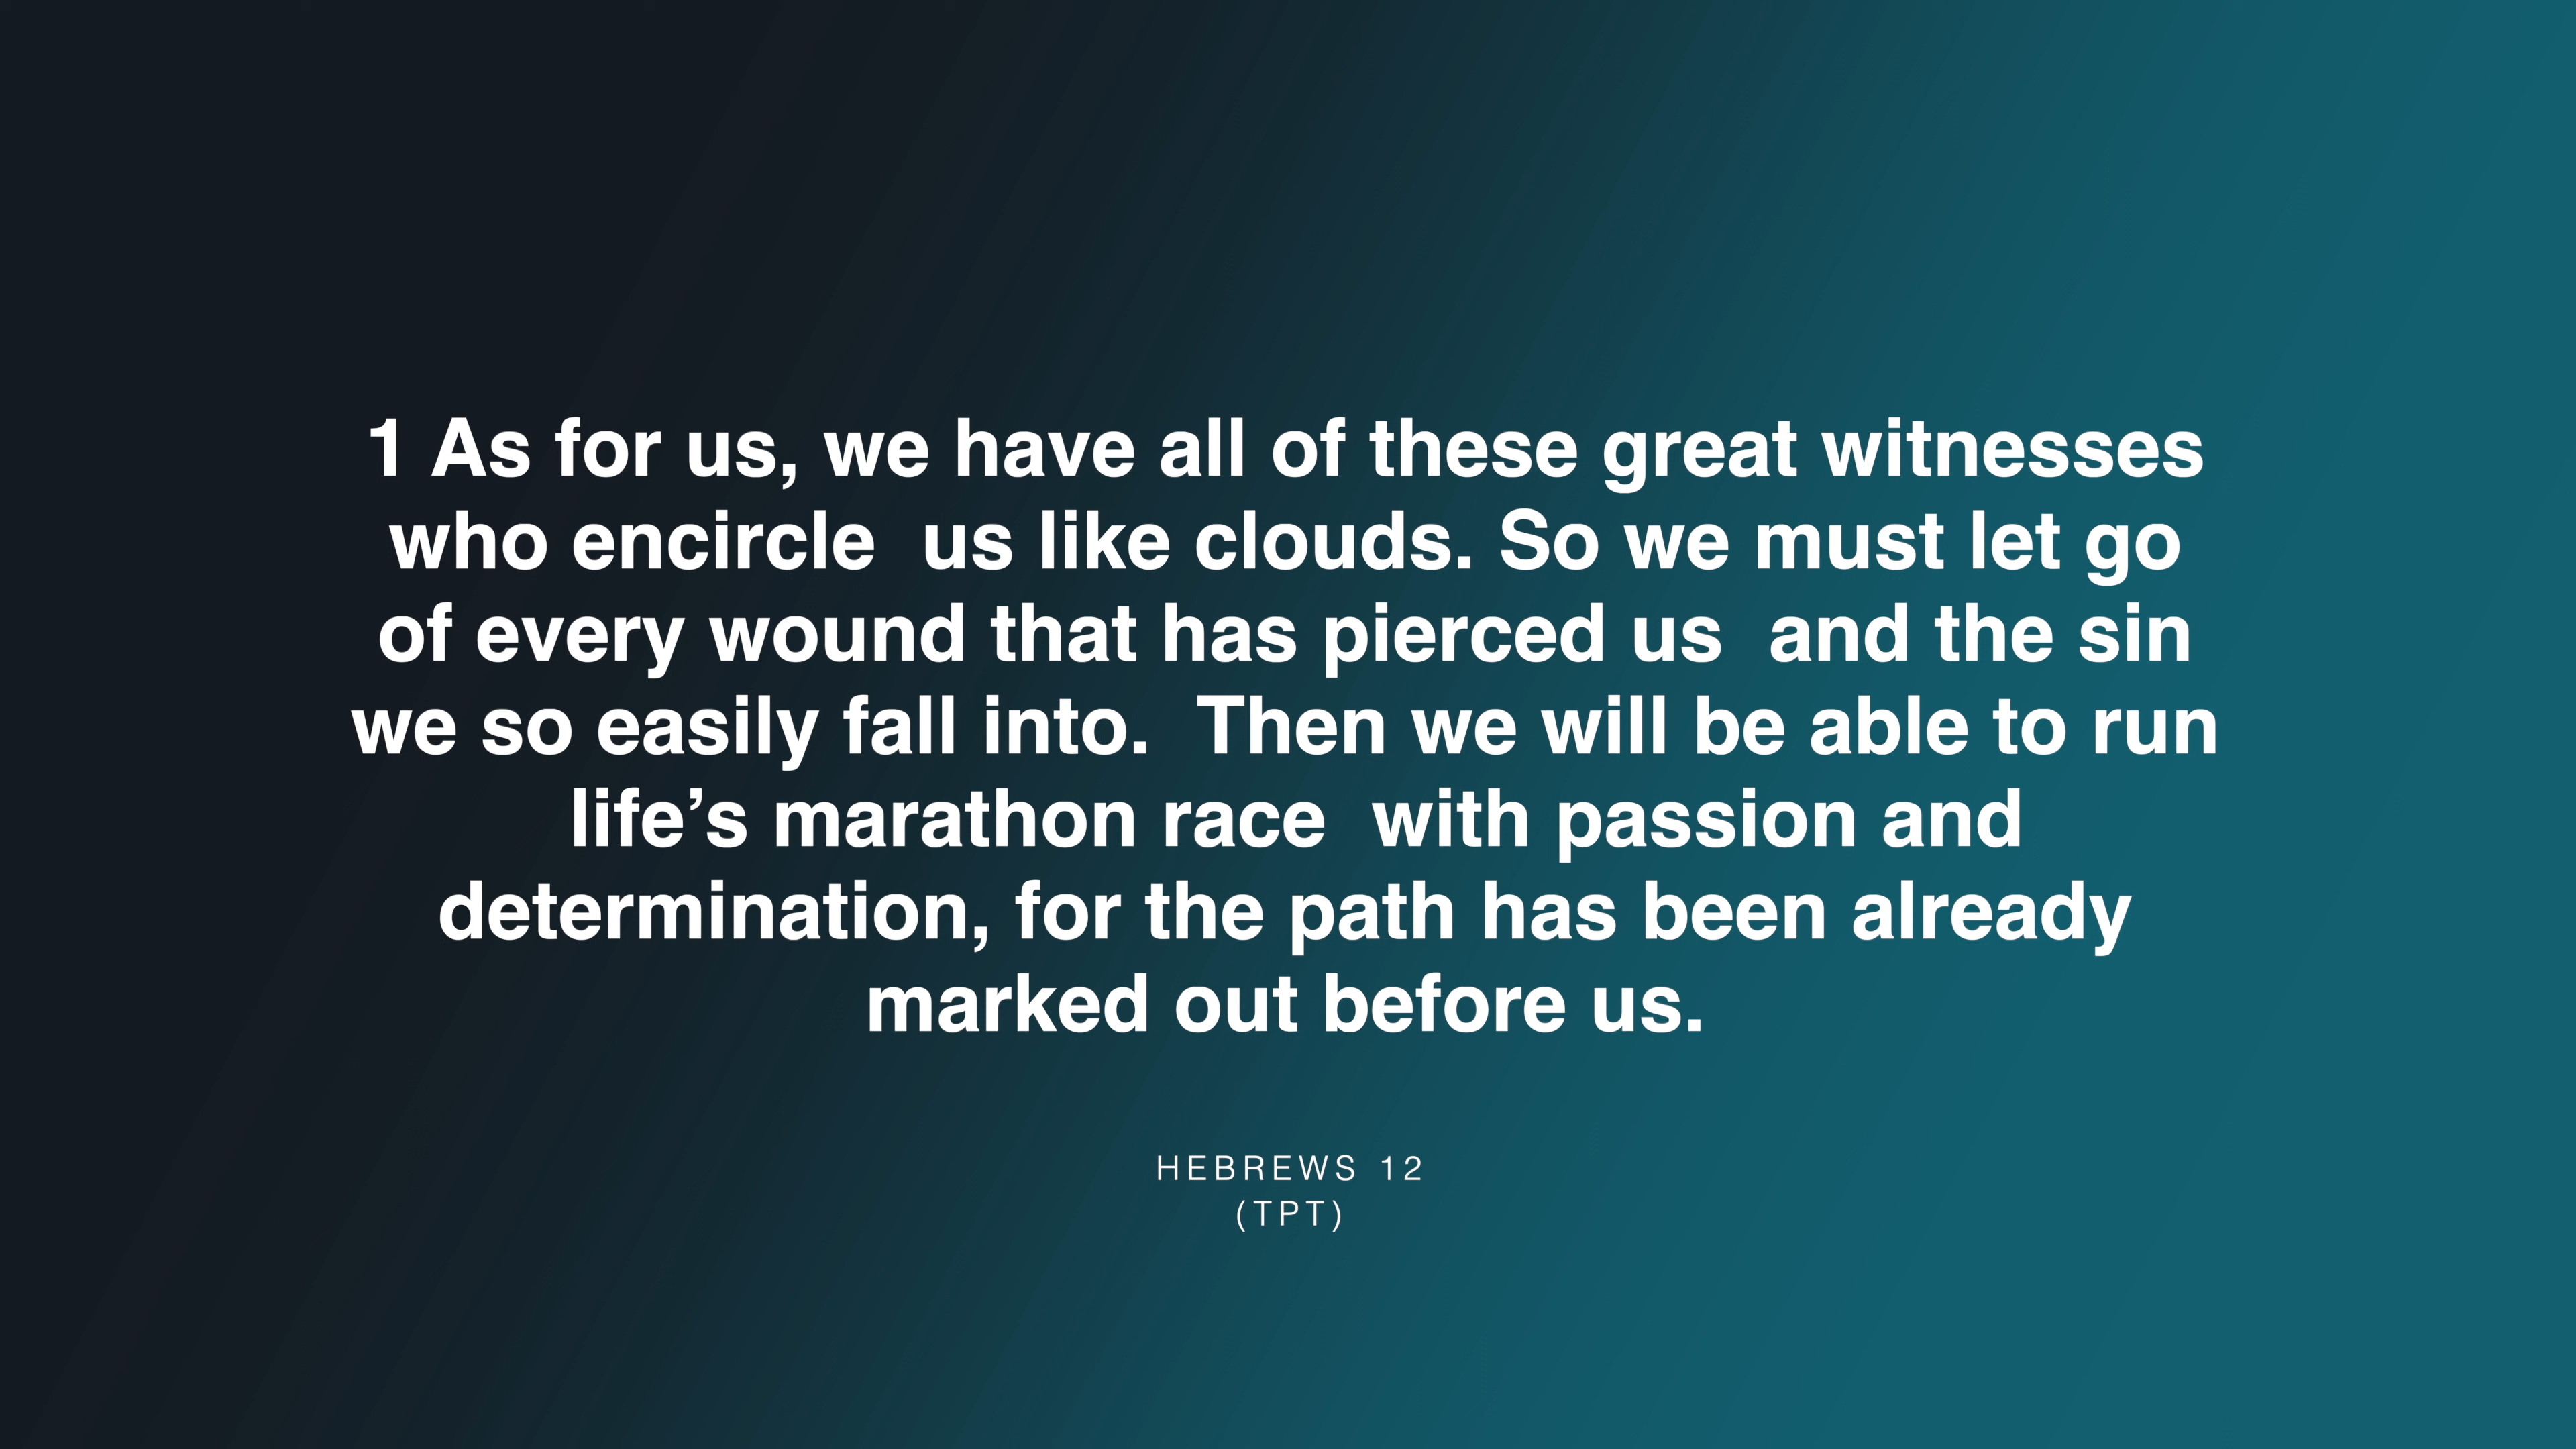 1 As for us, we have all of these great witnesses
who encircle  us like clouds. So we must let go
of every wound that has pierced us  and the sin
we so easily fall into.  Then we will be able to run
life’s marathon race  with passion and
determination, for the path has been already
marked out before us.
HEBREWS 12
(TPT)